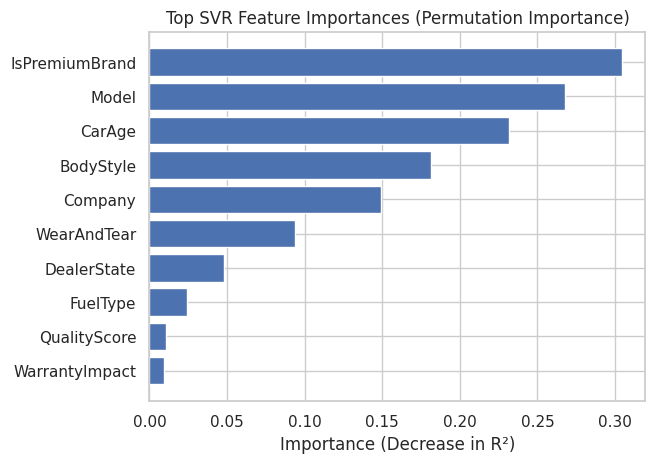 Top SVR Feature Importances (Permutation Importance)
IsPremiumBrand
Model
CarAge
BodyStyle
Company
WearAndTear
DealerState
FuelType
QualityScore
WarrantyImpact
0.00 0.05 0.10 0.15 0.20 0.25 0.30
Importance (Decrease in R²)